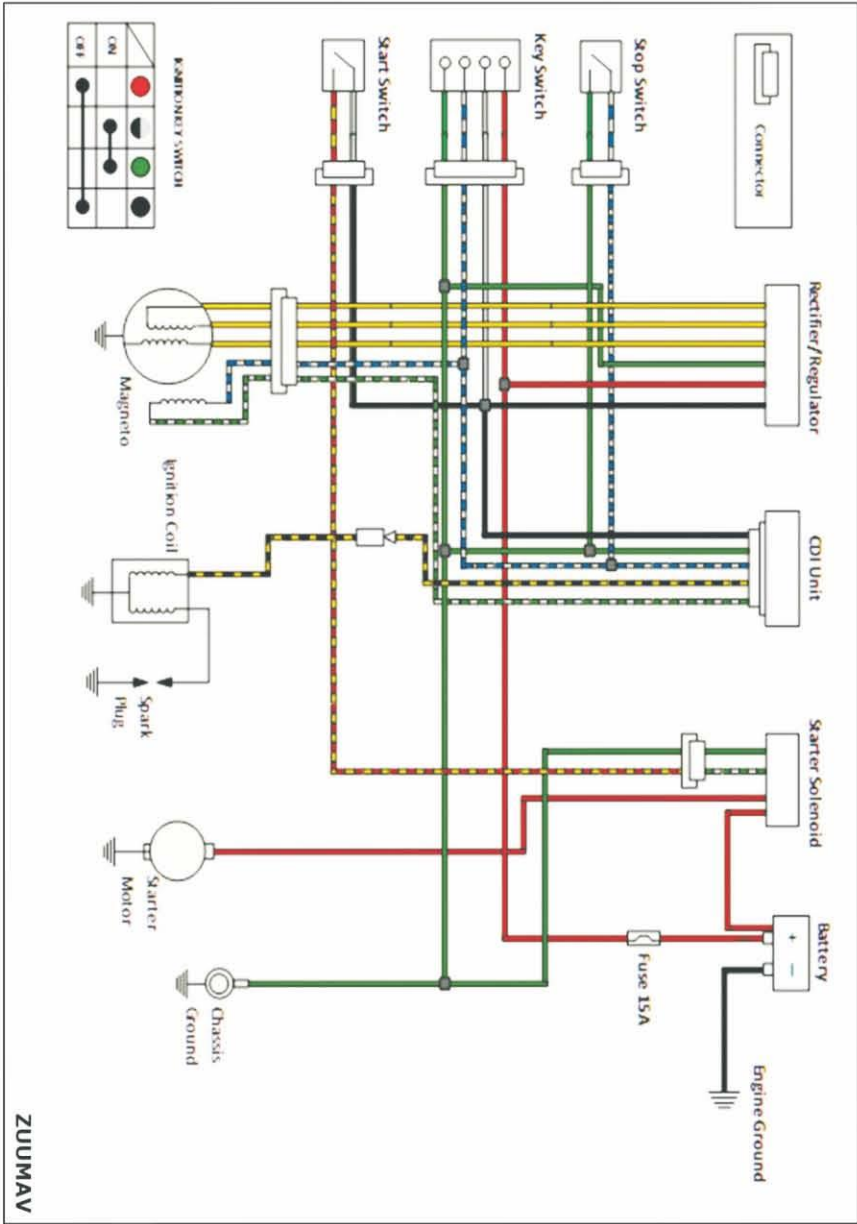 Connector
Stop Switch
Key Switch
Start Switch
IGNITION KEY SWITCH
ON
OFF
Rectifier/Regulator
Magneto
CDI Unit
Ignition Coil
Spark
Plug
Starter Solenoid
Starter
Motor
Battery
+
−
Fuse 15A
Chassis
Ground
Engine Ground
ZUUMAV